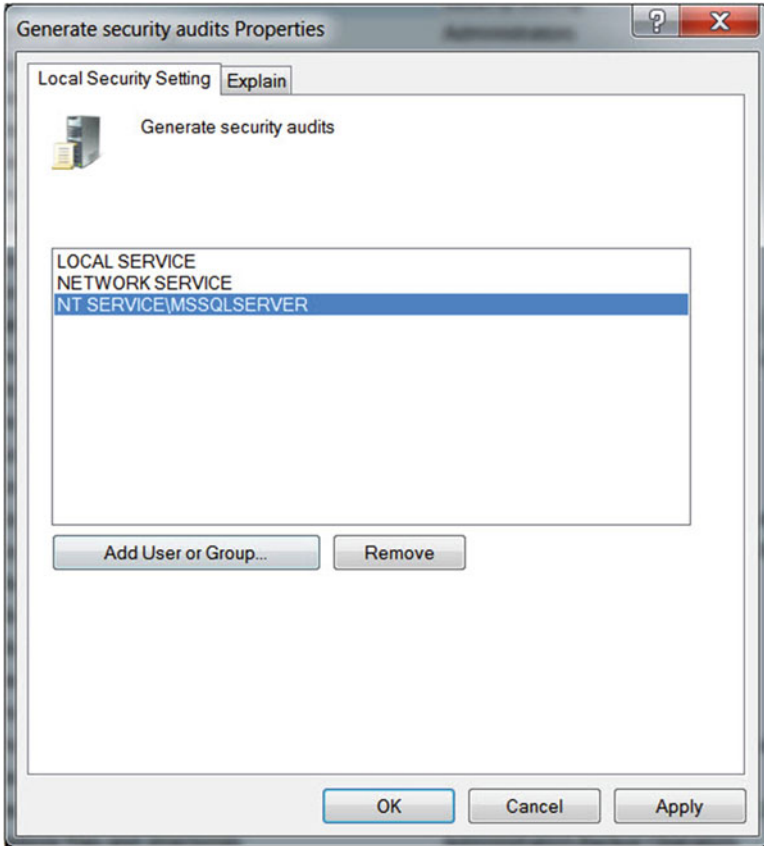 Generate security audits Properties
Local Security Setting
Explain
Generate security audits
LOCAL SERVICE
NETWORK SERVICE
NT SERVICE\MSSQLSERVER
Add User or Group...
Remove
OK
Cancel
Apply